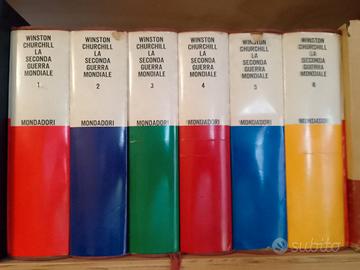 WINSTON
CHURCHILL
LA
SECONDA
GUERRA
MONDIALE
1
MONDADORI
WINSTON
CHURCHILL
LA
SECONDA
GUERRA
MONDIALE
2
MONDADORI
WINSTON
CHURCHILL
LA
SECONDA
GUERRA
MONDIALE
3
MONDADORI
WINSTON
CHURCHILL
LA
SECONDA
GUERRA
MONDIALE
4
MONDADORI
WINSTON
CHURCHILL
LA
SECONDA
GUERRA
MONDIALE
5
MONDADORI
WINSTON
CHURCHILL
LA
SECONDA
GUERRA
MONDIALE
6
MONDADORI
subito